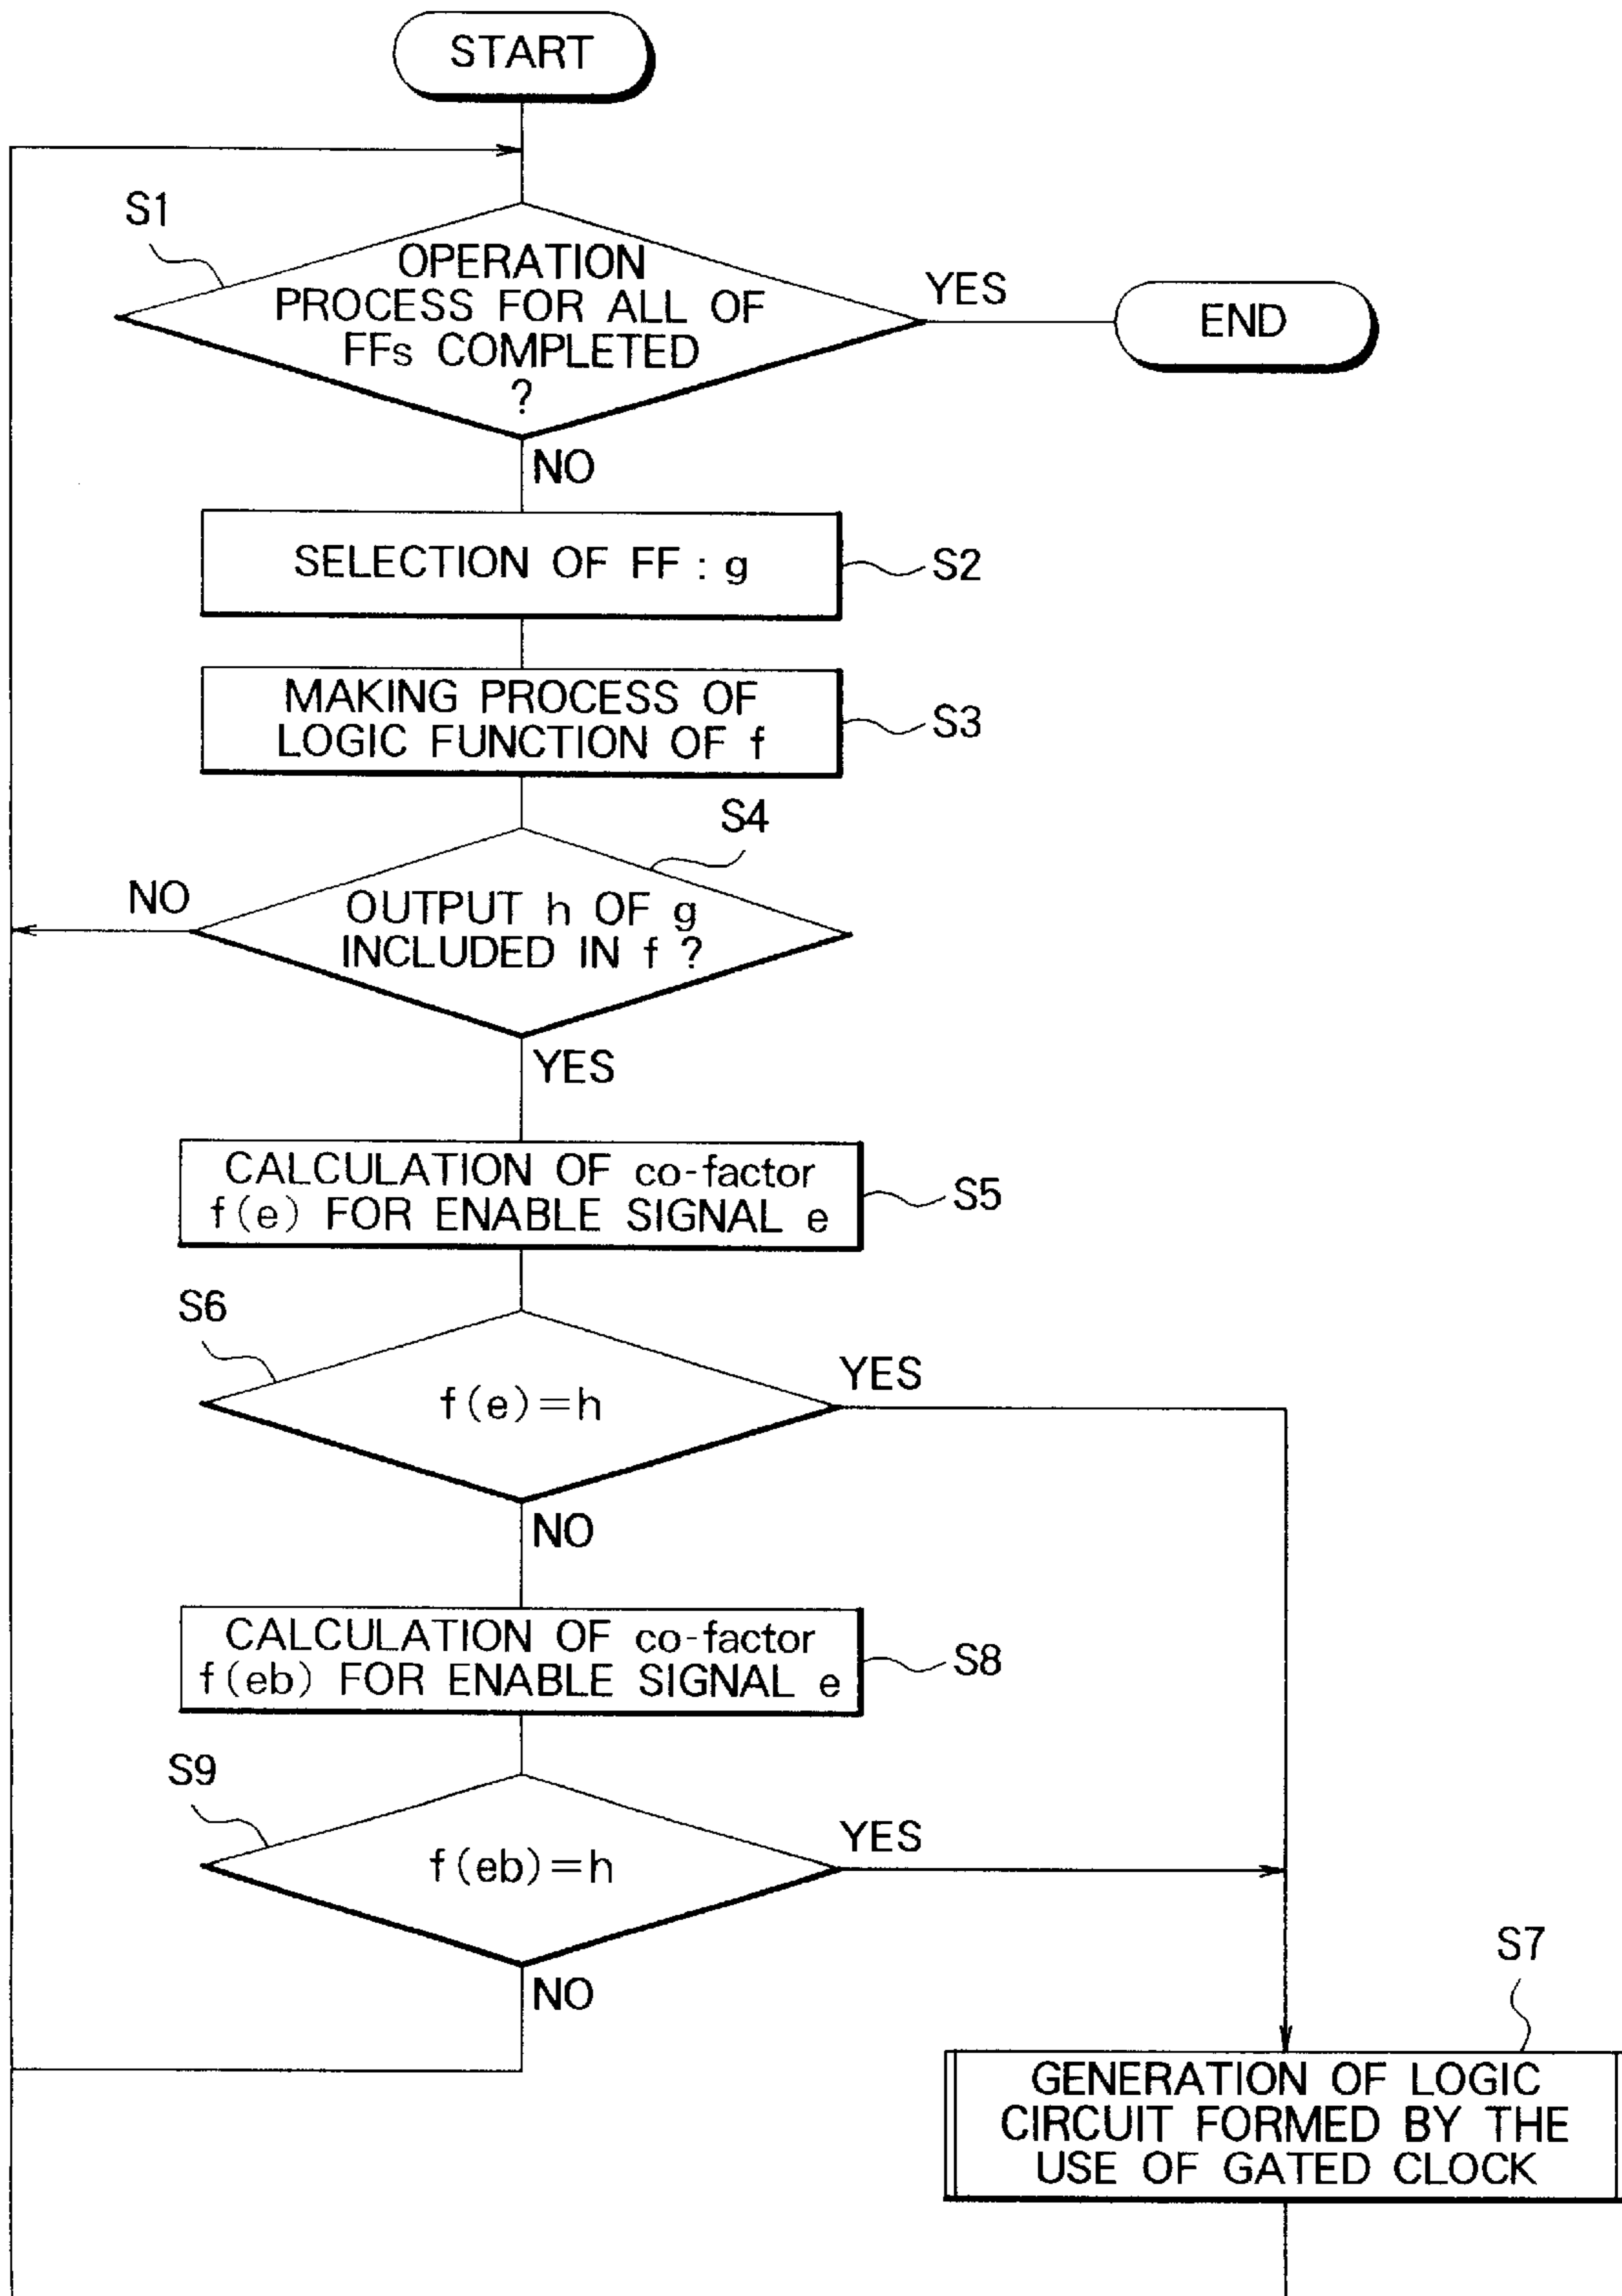 START
S1
OPERATION
PROCESS FOR ALL OF
FFs COMPLETED
?
YES
END
NO
SELECTION OF FF : g
S2
MAKING PROCESS OF
LOGIC FUNCTION OF f
S3
S4
NO
OUTPUT h OF g
INCLUDED IN f ?
YES
CALCULATION OF co-factor
f(e) FOR ENABLE SIGNAL e
S5
S6
f(e)=h
YES
NO
CALCULATION OF co-factor
f(eb) FOR ENABLE SIGNAL e
S8
S9
f(eb)=h
YES
NO
S7
GENERATION OF LOGIC
CIRCUIT FORMED BY THE
USE OF GATED CLOCK